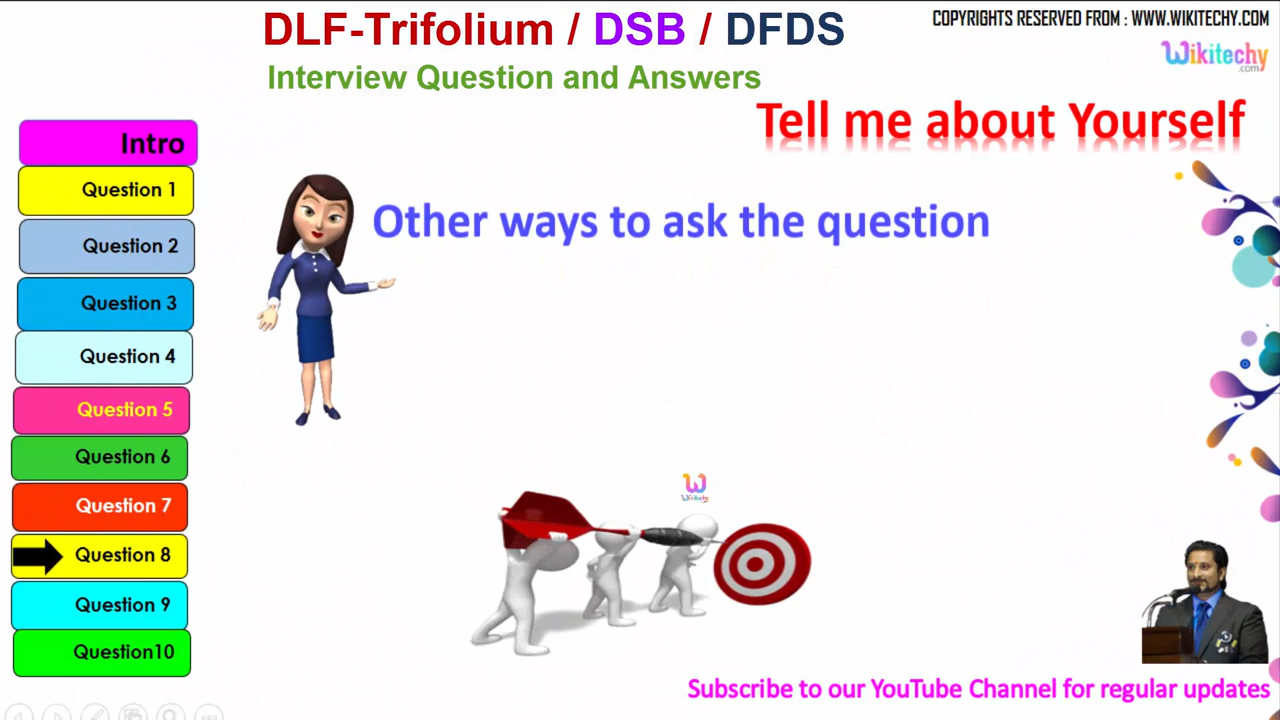 DLF-Trifolium / DSB / DFDS
COPYRIGHTS RESERVED FROM : WWW.WIKITECHY.COM
Wikitechy
.com
Interview Question and Answers
Tell me about Yourself
Intro
Question 1
Question 2
Question 3
Question 4
Question 5
Question 6
Question 7
Question 8
Question 9
Question10
Other ways to ask the question
W
Wikitechy
Subscribe to our YouTube Channel for regular updates